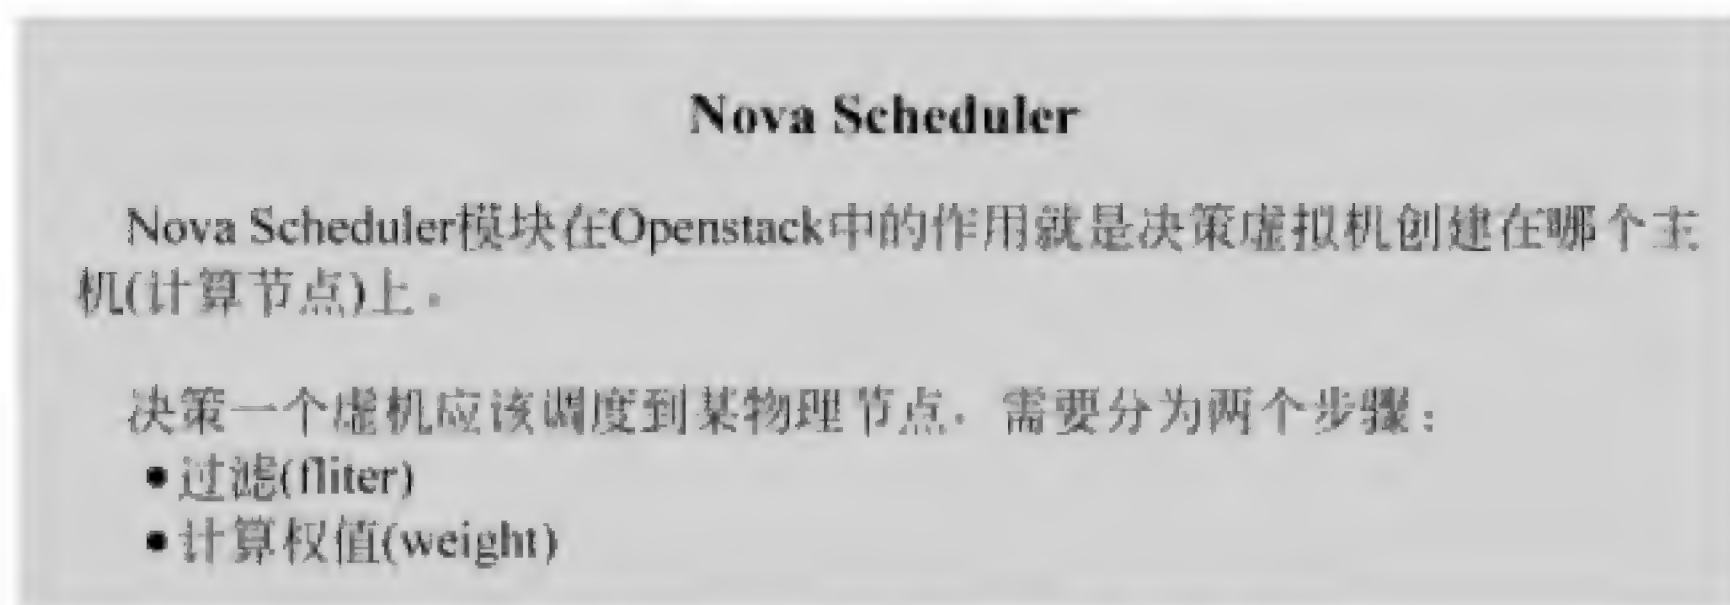 Nova Scheduler
Nova Scheduler模块在Openstack中的作用就是决策虚拟机创建在哪个主
机(计算节点)上。
决策一个虚机应该调度到某物理节点，需要分为两个步骤：
●过滤(fliter)
●计算权值(weight)